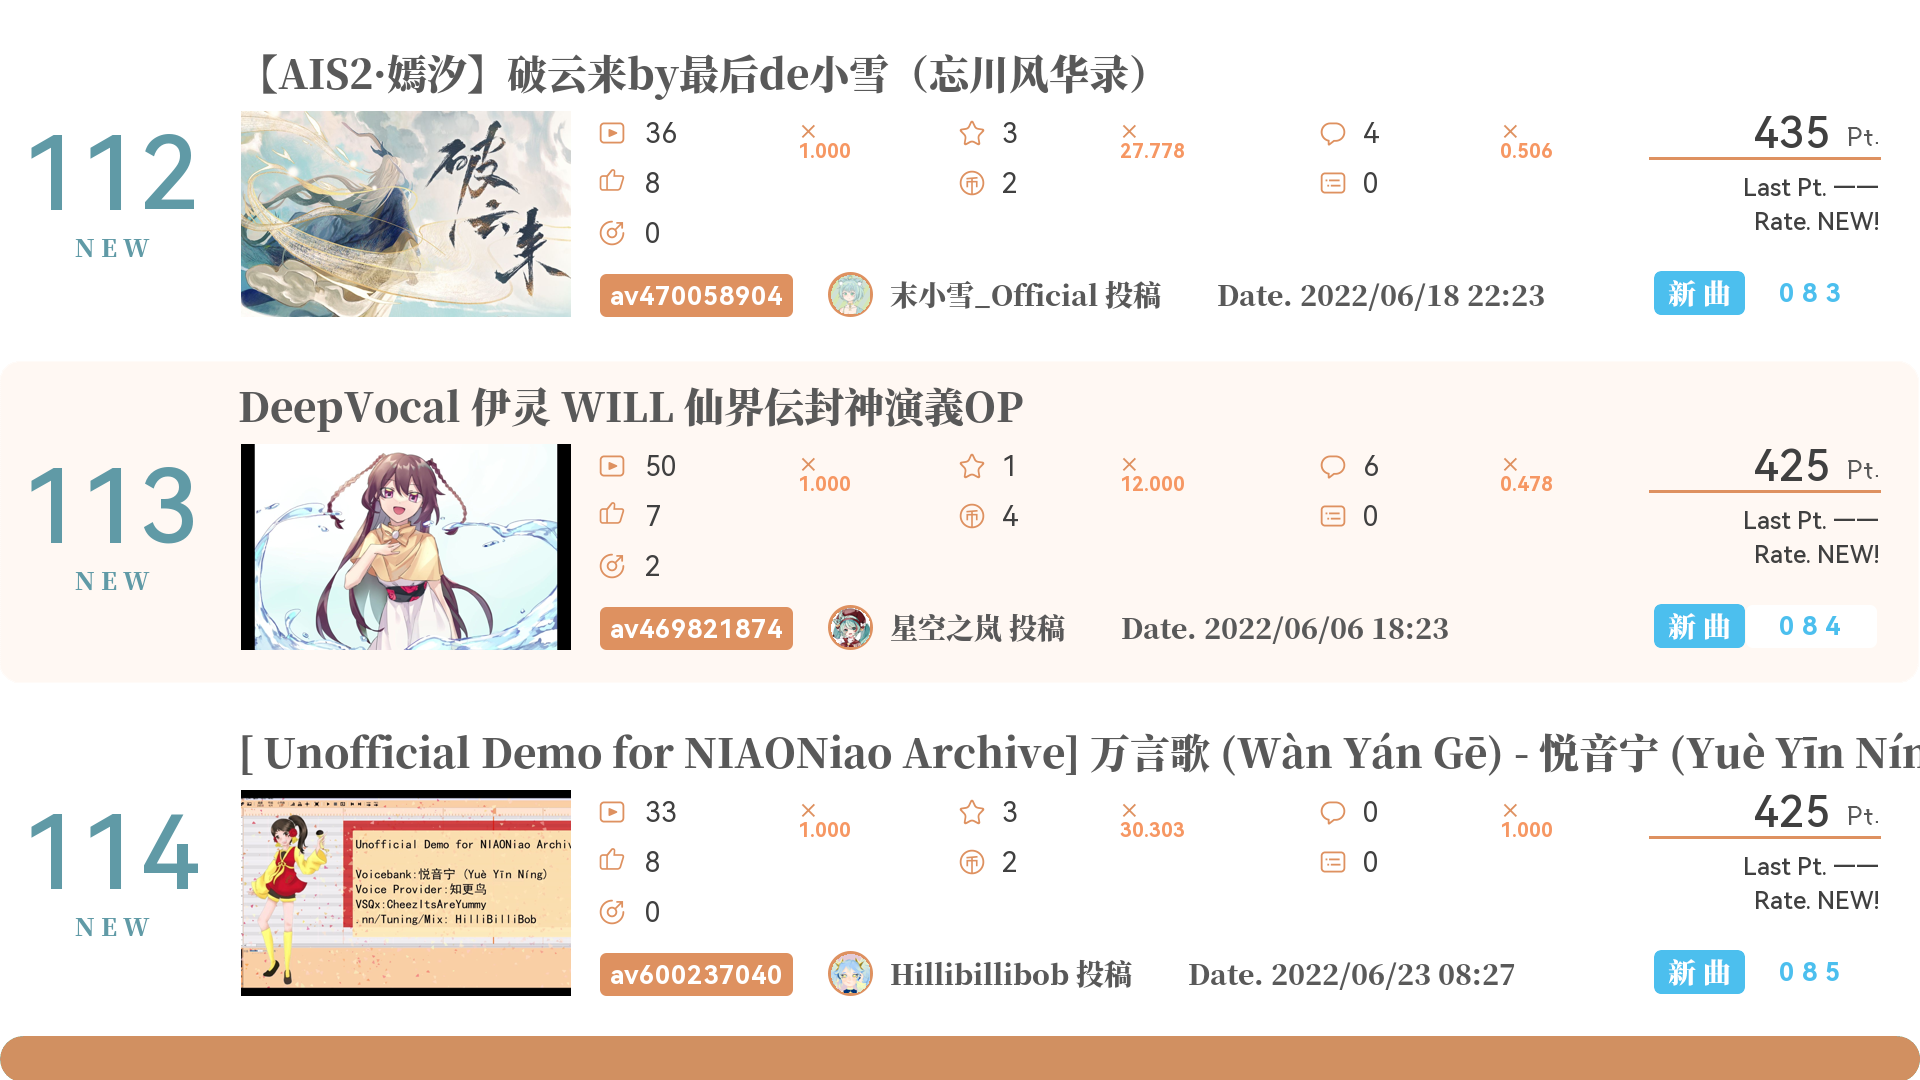 【AIS2·嫣汐】破云来by最后de小雪（忘川风华录）
112
NEW
破云来
36
×
1.000
3
×
27.778
4
×
0.506
435 Pt.
8
2
0
Last Pt. ——
0
Rate. NEW!
av470058904
末小雪_Official 投稿
Date. 2022/06/18 22:23
新曲
083
DeepVocal 伊灵 WILL 仙界伝封神演義OP
113
NEW
50
×
1.000
1
×
12.000
6
×
0.478
425 Pt.
7
4
0
Last Pt. ——
2
Rate. NEW!
av469821874
星空之岚 投稿
Date. 2022/06/06 18:23
新曲
084
[ Unofficial Demo for NIAONiao Archive] 万言歌 (Wàn Yán Gē) - 悦音宁 (Yuè Yīn Nín
114
NEW
Unofficial Demo for NIAONiao Archiv
Voicebank:悦音宁 (Yuè Yīn Níng)
Voice Provider:知更鸟
VSQx:CheezItsAreYummy
.nn/Tuning/Mix: HilliBilliBob
33
×
1.000
3
×
30.303
0
×
1.000
425 Pt.
8
2
0
Last Pt. ——
0
Rate. NEW!
av600237040
Hillibillibob 投稿
Date. 2022/06/23 08:27
新曲
085